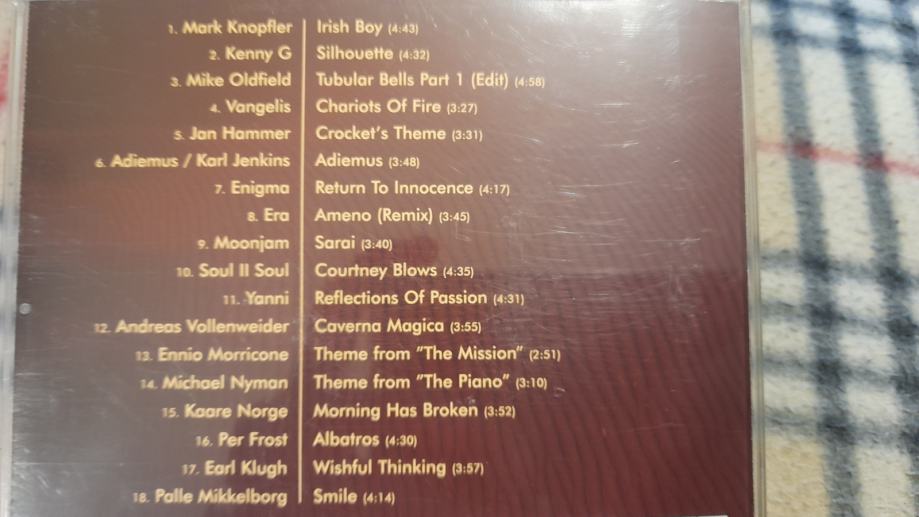 1. Mark Knopfler Irish Boy (4:43)
2. Kenny G Silhouette (4:32)
3. Mike Oldfield Tubular Bells Part 1 (Edit) (4:58)
4. Vangelis Chariots Of Fire (3:27)
5. Jan Hammer Crocket's Theme (3:31)
6. Adiemus / Karl Jenkins Adiemus (3:48)
7. Enigma Return To Innocence (4:17)
8. Era Ameno (Remix) (3:45)
9. Moonjam Sarai (3:40)
10. Soul II Soul Courtney Blows (4:35)
11. Yanni Reflections Of Passion (4:31)
12. Andreas Vollenweider Caverna Magica (3:55)
13. Ennio Morricone Theme from "The Mission" (2:51)
14. Michael Nyman Theme from "The Piano" (3:10)
15. Kaare Norge Morning Has Broken (3:52)
16. Per Frost Albatros (4:30)
17. Earl Klugh Wishful Thinking (3:57)
18. Palle Mikkelborg Smile (4:14)